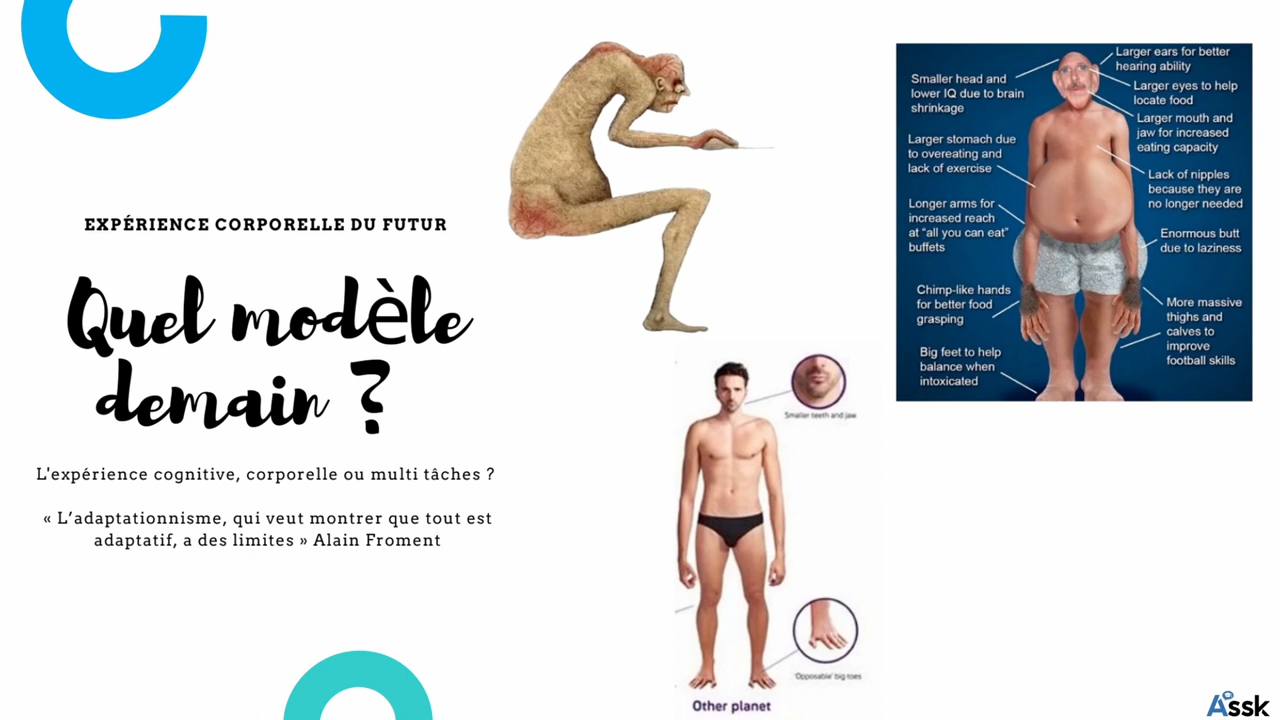 EXPÉRIENCE CORPORELLE DU FUTUR
Quel modèle
demain ?
L'expérience cognitive, corporelle ou multi tâches ?
« L’adaptationnisme, qui veut montrer que tout est
adaptatif, a des limites » Alain Froment
Smaller teeth and jaw
'Opposable' big toes
Other planet
Smaller head and
lower IQ due to brain
shrinkage
Larger stomach due
to overeating and
lack of exercise
Longer arms for
increased reach
at “all you can eat”
buffets
Chimp-like hands
for better food
grasping
Big feet to help
balance when
intoxicated
Larger ears for better
hearing ability
Larger eyes to help
locate food
Larger mouth and
jaw for increased
eating capacity
Lack of nipples
because they are
no longer needed
Enormous butt
due to laziness
More massive
thighs and
calves to
improve
football skills
Assk